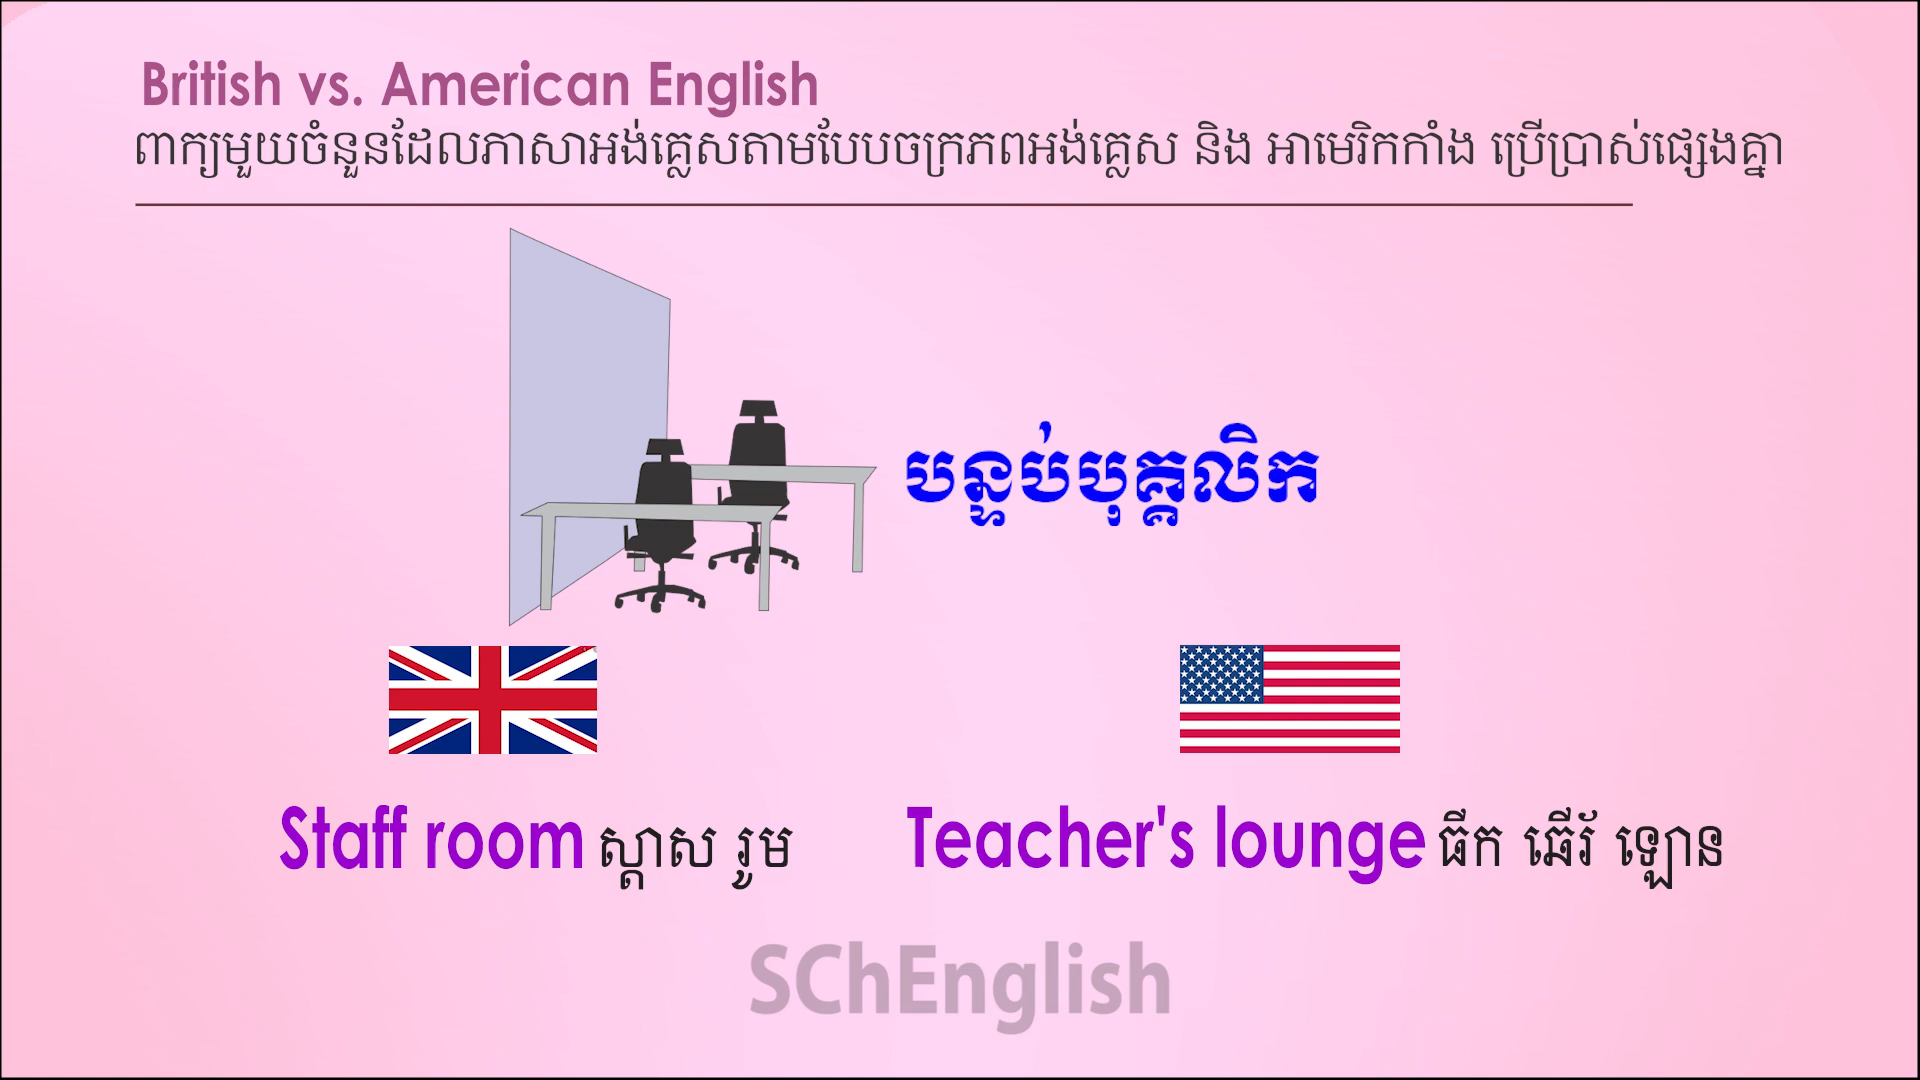 British vs. American English
ពាក្យមួយចំនួនដែលភាសាអង់គ្លេសតាមបែបចក្រភពអង់គ្លេស និង អាមេរិកកាំង ប្រើប្រាស់ផ្សេងគ្នា
បន្ទប់បុគ្គលិក
Staff room ស្តាស រូម
Teacher's lounge ធីក ឆើរ័ ឡោន
SChEnglish